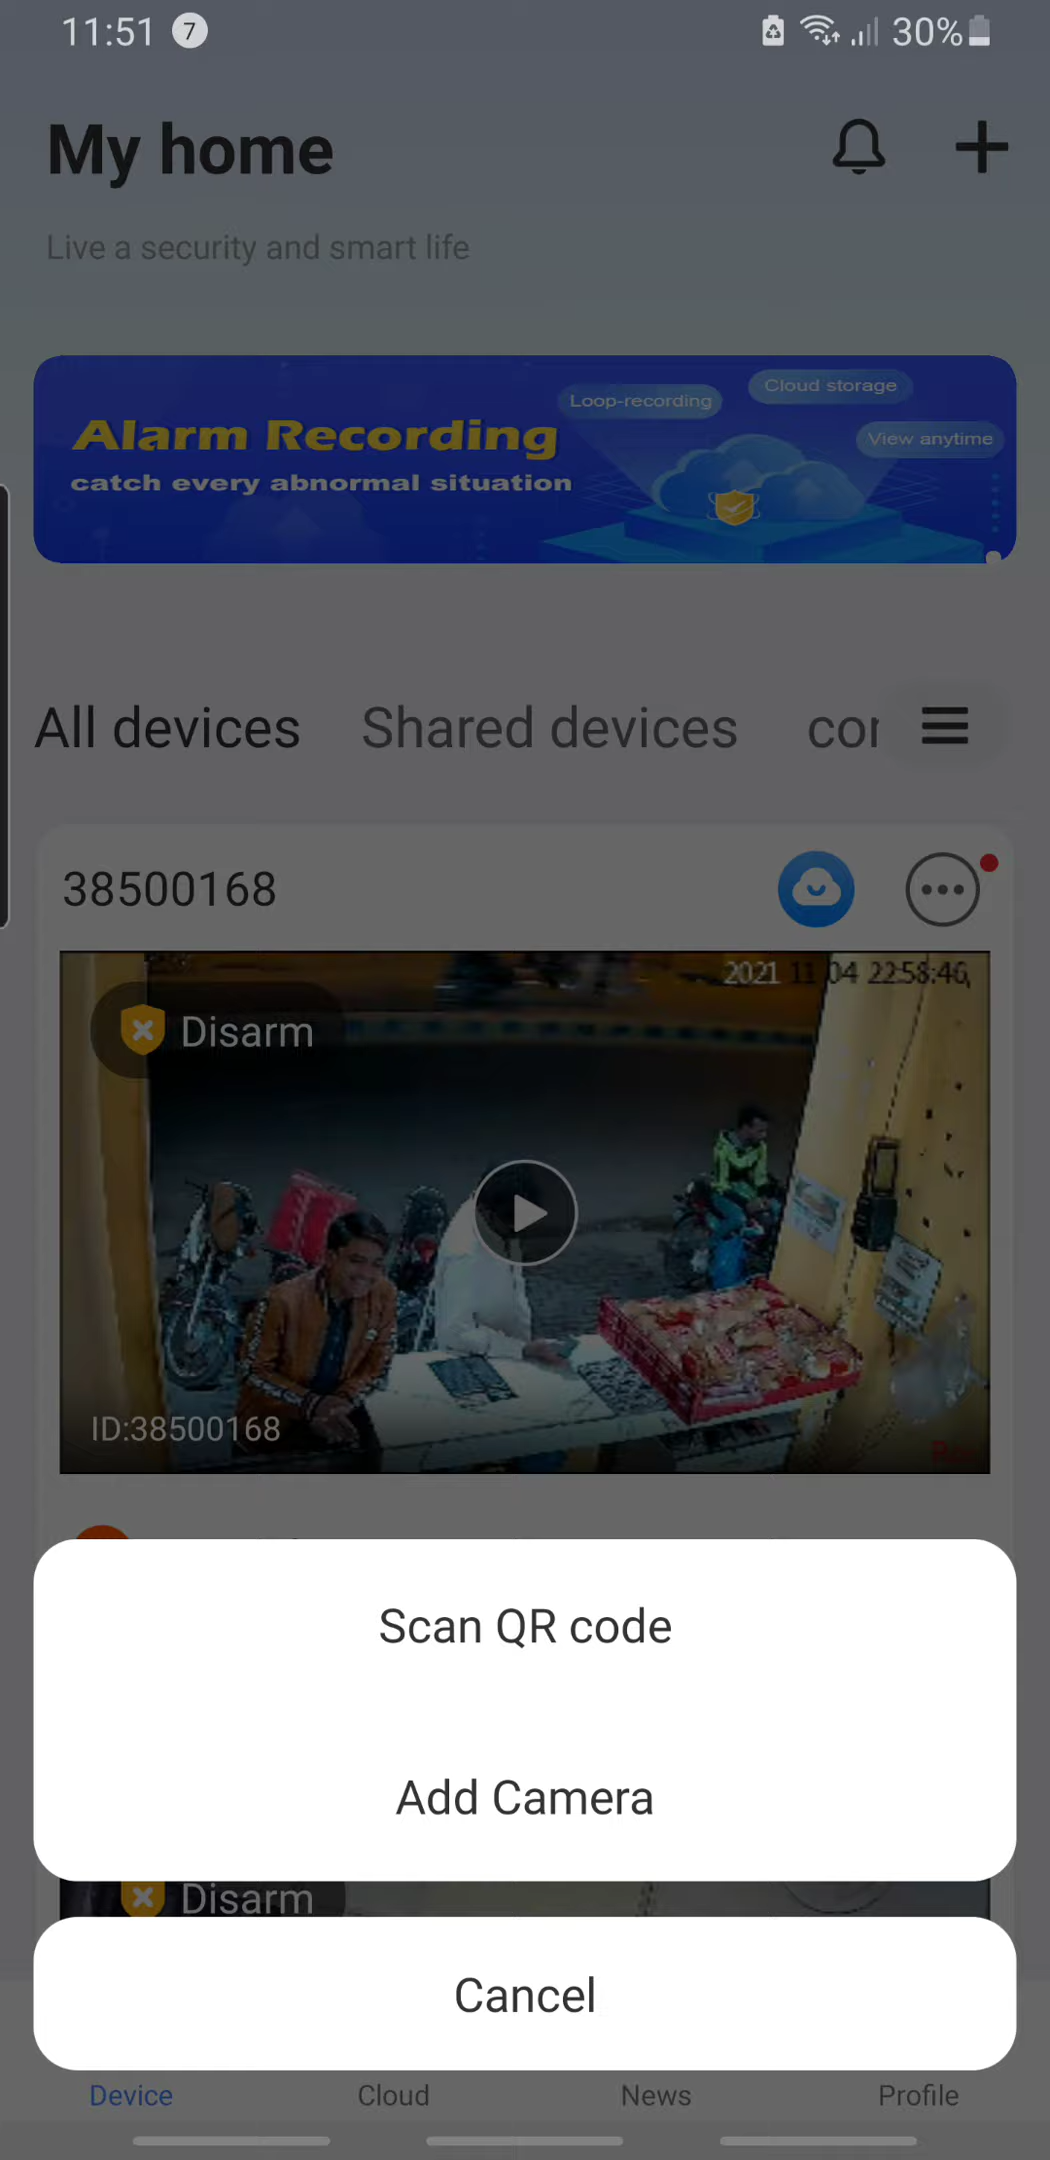 11:51 7 30%
My home
Live a security and smart life
Loop-recording
Cloud storage
View anytime
Alarm Recording
catch every abnormal situation
All devices Shared devices cor
38500168
2021 11 04 22:58:46
Disarm
ID:38500168
Scan QR code
Add Camera
Disarm
Cancel
Device Cloud News Profile